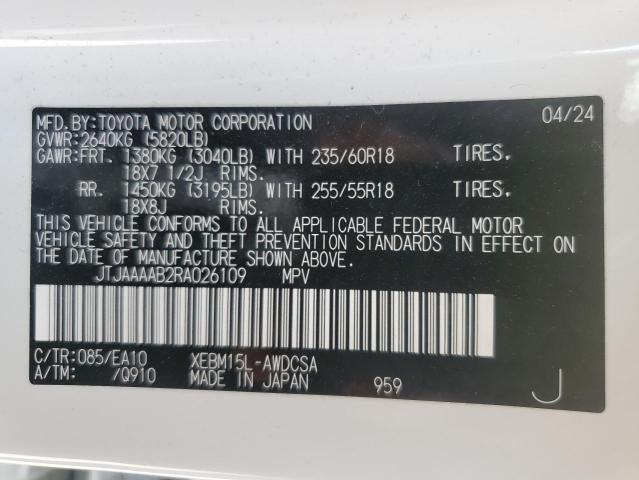 MFD.BY:TOYOTA MOTOR CORPORATION 04/24
GVWR:2640KG (5820LB)
GAWR:FRT. 1380KG (3040LB) WITH 235/60R18 TIRES.
18X7 1/2J RIMS.
RR. 1450KG (3195LB) WITH 255/55R18 TIRES.
18X8J RIMS.
THIS VEHICLE CONFORMS TO ALL APPLICABLE FEDERAL MOTOR
VEHICLE SAFETY AND THEFT PREVENTION STANDARDS IN EFFECT ON
THE DATE OF MANUFACTURE SHOWN ABOVE.
JTJAAAAB2RA026109 MPV
C/TR:085/EA10 XEBM15L-AWDCSA
A/TM: /Q910 MADE IN JAPAN 959 J